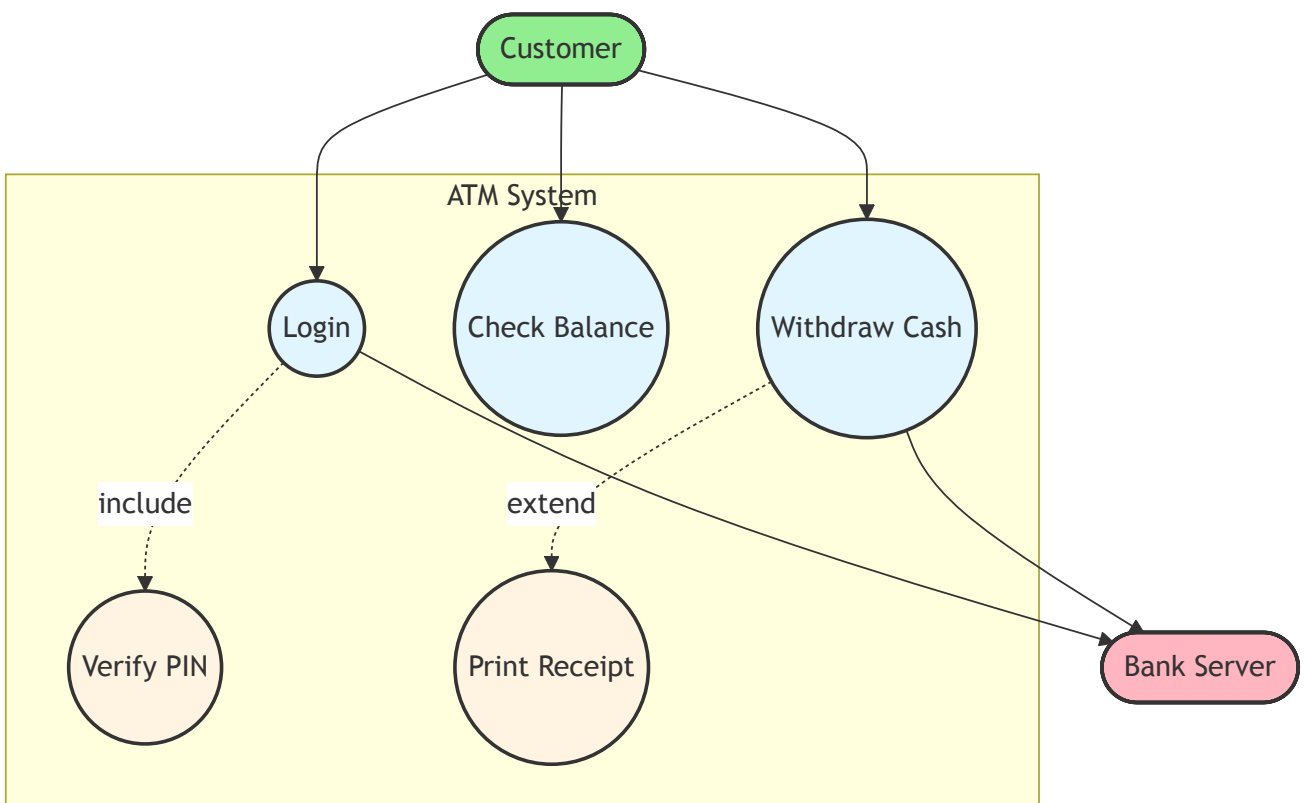 Customer
ATM System
Login
Check Balance
Withdraw Cash
include
extend
Verify PIN
Print Receipt
Bank Server